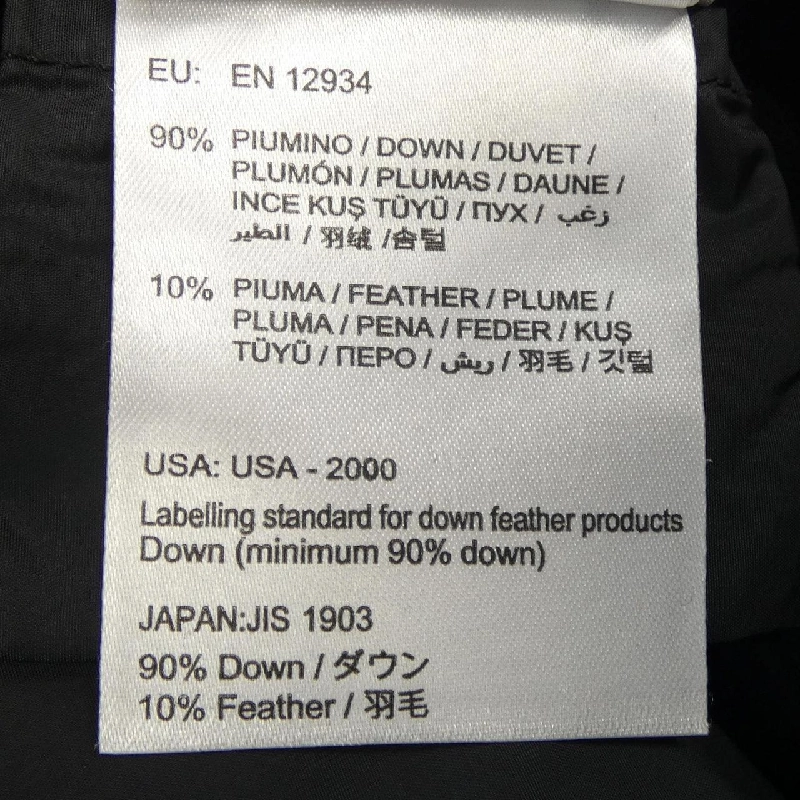 EU: EN 12934
90% PIUMINO / DOWN / DUVET /
PLUMÓN / PLUMAS / DAUNE /
INCE KUŞ TÜYÜ / ПУХ / زغب
الطير / 羽绒 /솜털
10% PIUMA / FEATHER / PLUME /
PLUMA / PENA / FEDER / KUŞ
TÜYÜ / ПЕРО / ريش / 羽毛 / 깃털
USA: USA - 2000
Labelling standard for down feather products
Down (minimum 90% down)
JAPAN:JIS 1903
90% Down / ダウン
10% Feather / 羽毛